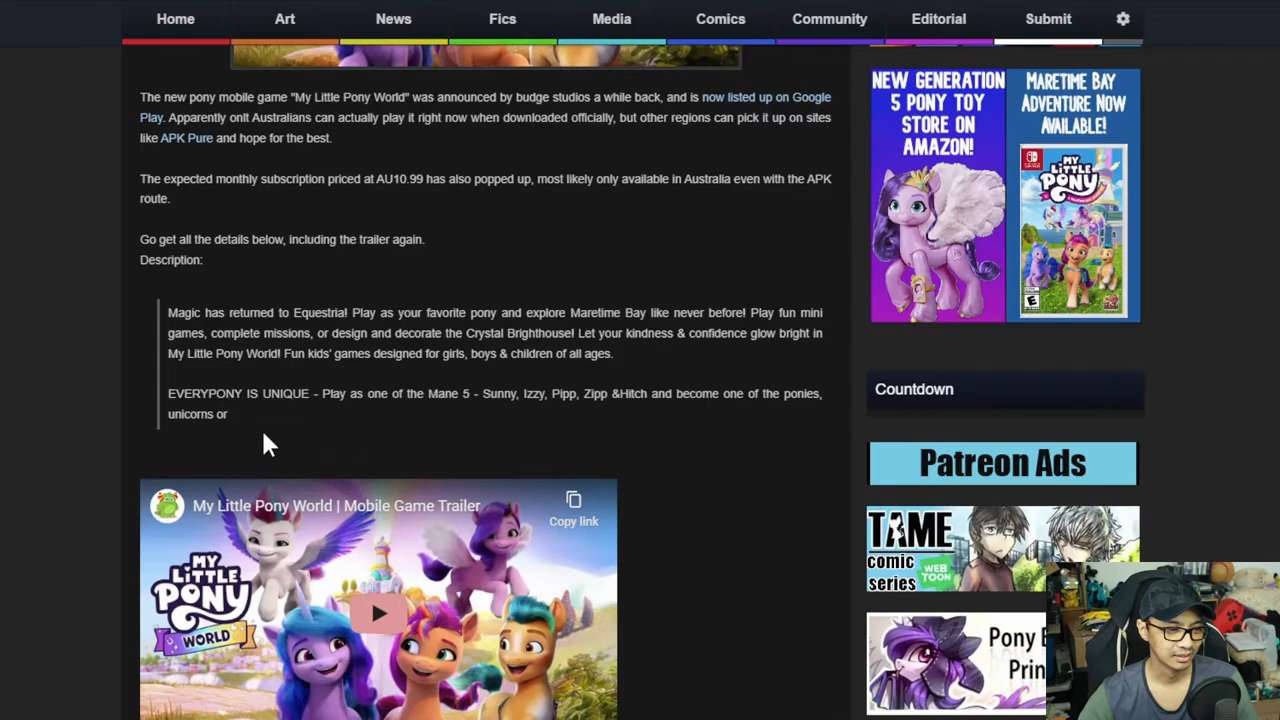 Home Art News Fics Media Comics Community Editorial Submit
The new pony mobile game "My Little Pony World" was announced by budge studios a while back, and is now listed up on Google
Play. Apparently onlt Australians can actually play it right now when downloaded officially, but other regions can pick it up on sites
like APK Pure and hope for the best.
The expected monthly subscription priced at AU10.99 has also popped up, most likely only available in Australia even with the APK
route.
Go get all the details below, including the trailer again.
Description:
Magic has returned to Equestria! Play as your favorite pony and explore Maretime Bay like never before! Play fun mini
games, complete missions, or design and decorate the Crystal Brighthouse! Let your kindness & confidence glow bright in
My Little Pony World! Fun kids' games designed for girls, boys & children of all ages.
EVERYPONY IS UNIQUE - Play as one of the Mane 5 - Sunny, Izzy, Pipp, Zipp &Hitch and become one of the ponies,
unicorns or
My Little Pony World | Mobile Game Trailer
Copy link
MY
LITTLE
PONY
WORLD
NEW GENERATION
5 PONY TOY
STORE ON
AMAZON!
MARETIME BAY
ADVENTURE NOW
AVAILABLE!
MY
LITTLE
PONY
E
Countdown
Patreon Ads
TAME
comic
series
WEB
TOON
Pony
Prin